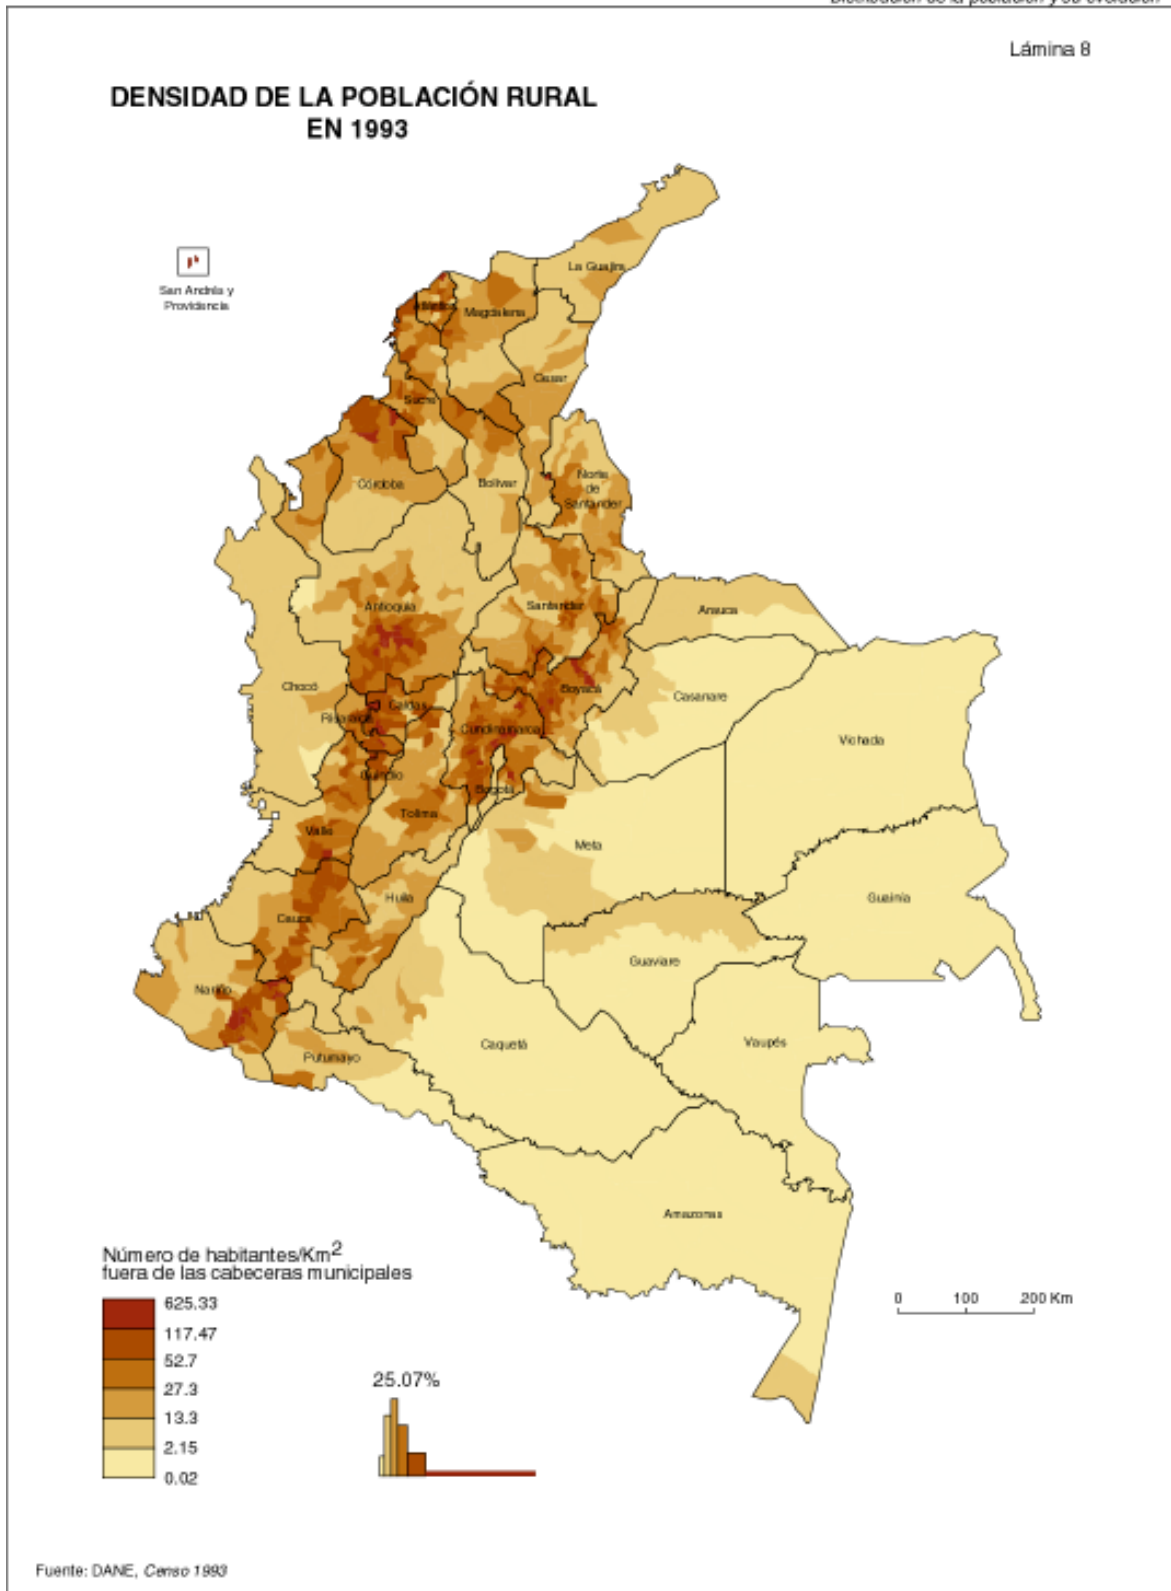 Lámina 8
DENSIDAD DE LA POBLACIÓN RURAL
EN 1993
San Andrés y
Providencia
La Guajira
Atlántico
Magdalena
Cesar
Sucre
Córdoba
Bolívar
Norte
de
Santander
Antioquia
Santander
Arauca
Chocó
Boyacá
Casanare
Risaralda
Caldas
Cundinamarca
Vichada
Quindío
Bogotá
Tolima
Valle
Meta
Huila
Guainía
Cauca
Guaviare
Nariño
Caquetá
Vaupés
Putumayo
Amazonas
Número de habitantes/Km²
fuera de las cabeceras municipales
625.33
117.47
52.7
27.3
13.3
2.15
0.02
25.07%
0 100 200 Km
Fuente: DANE, Censo 1993